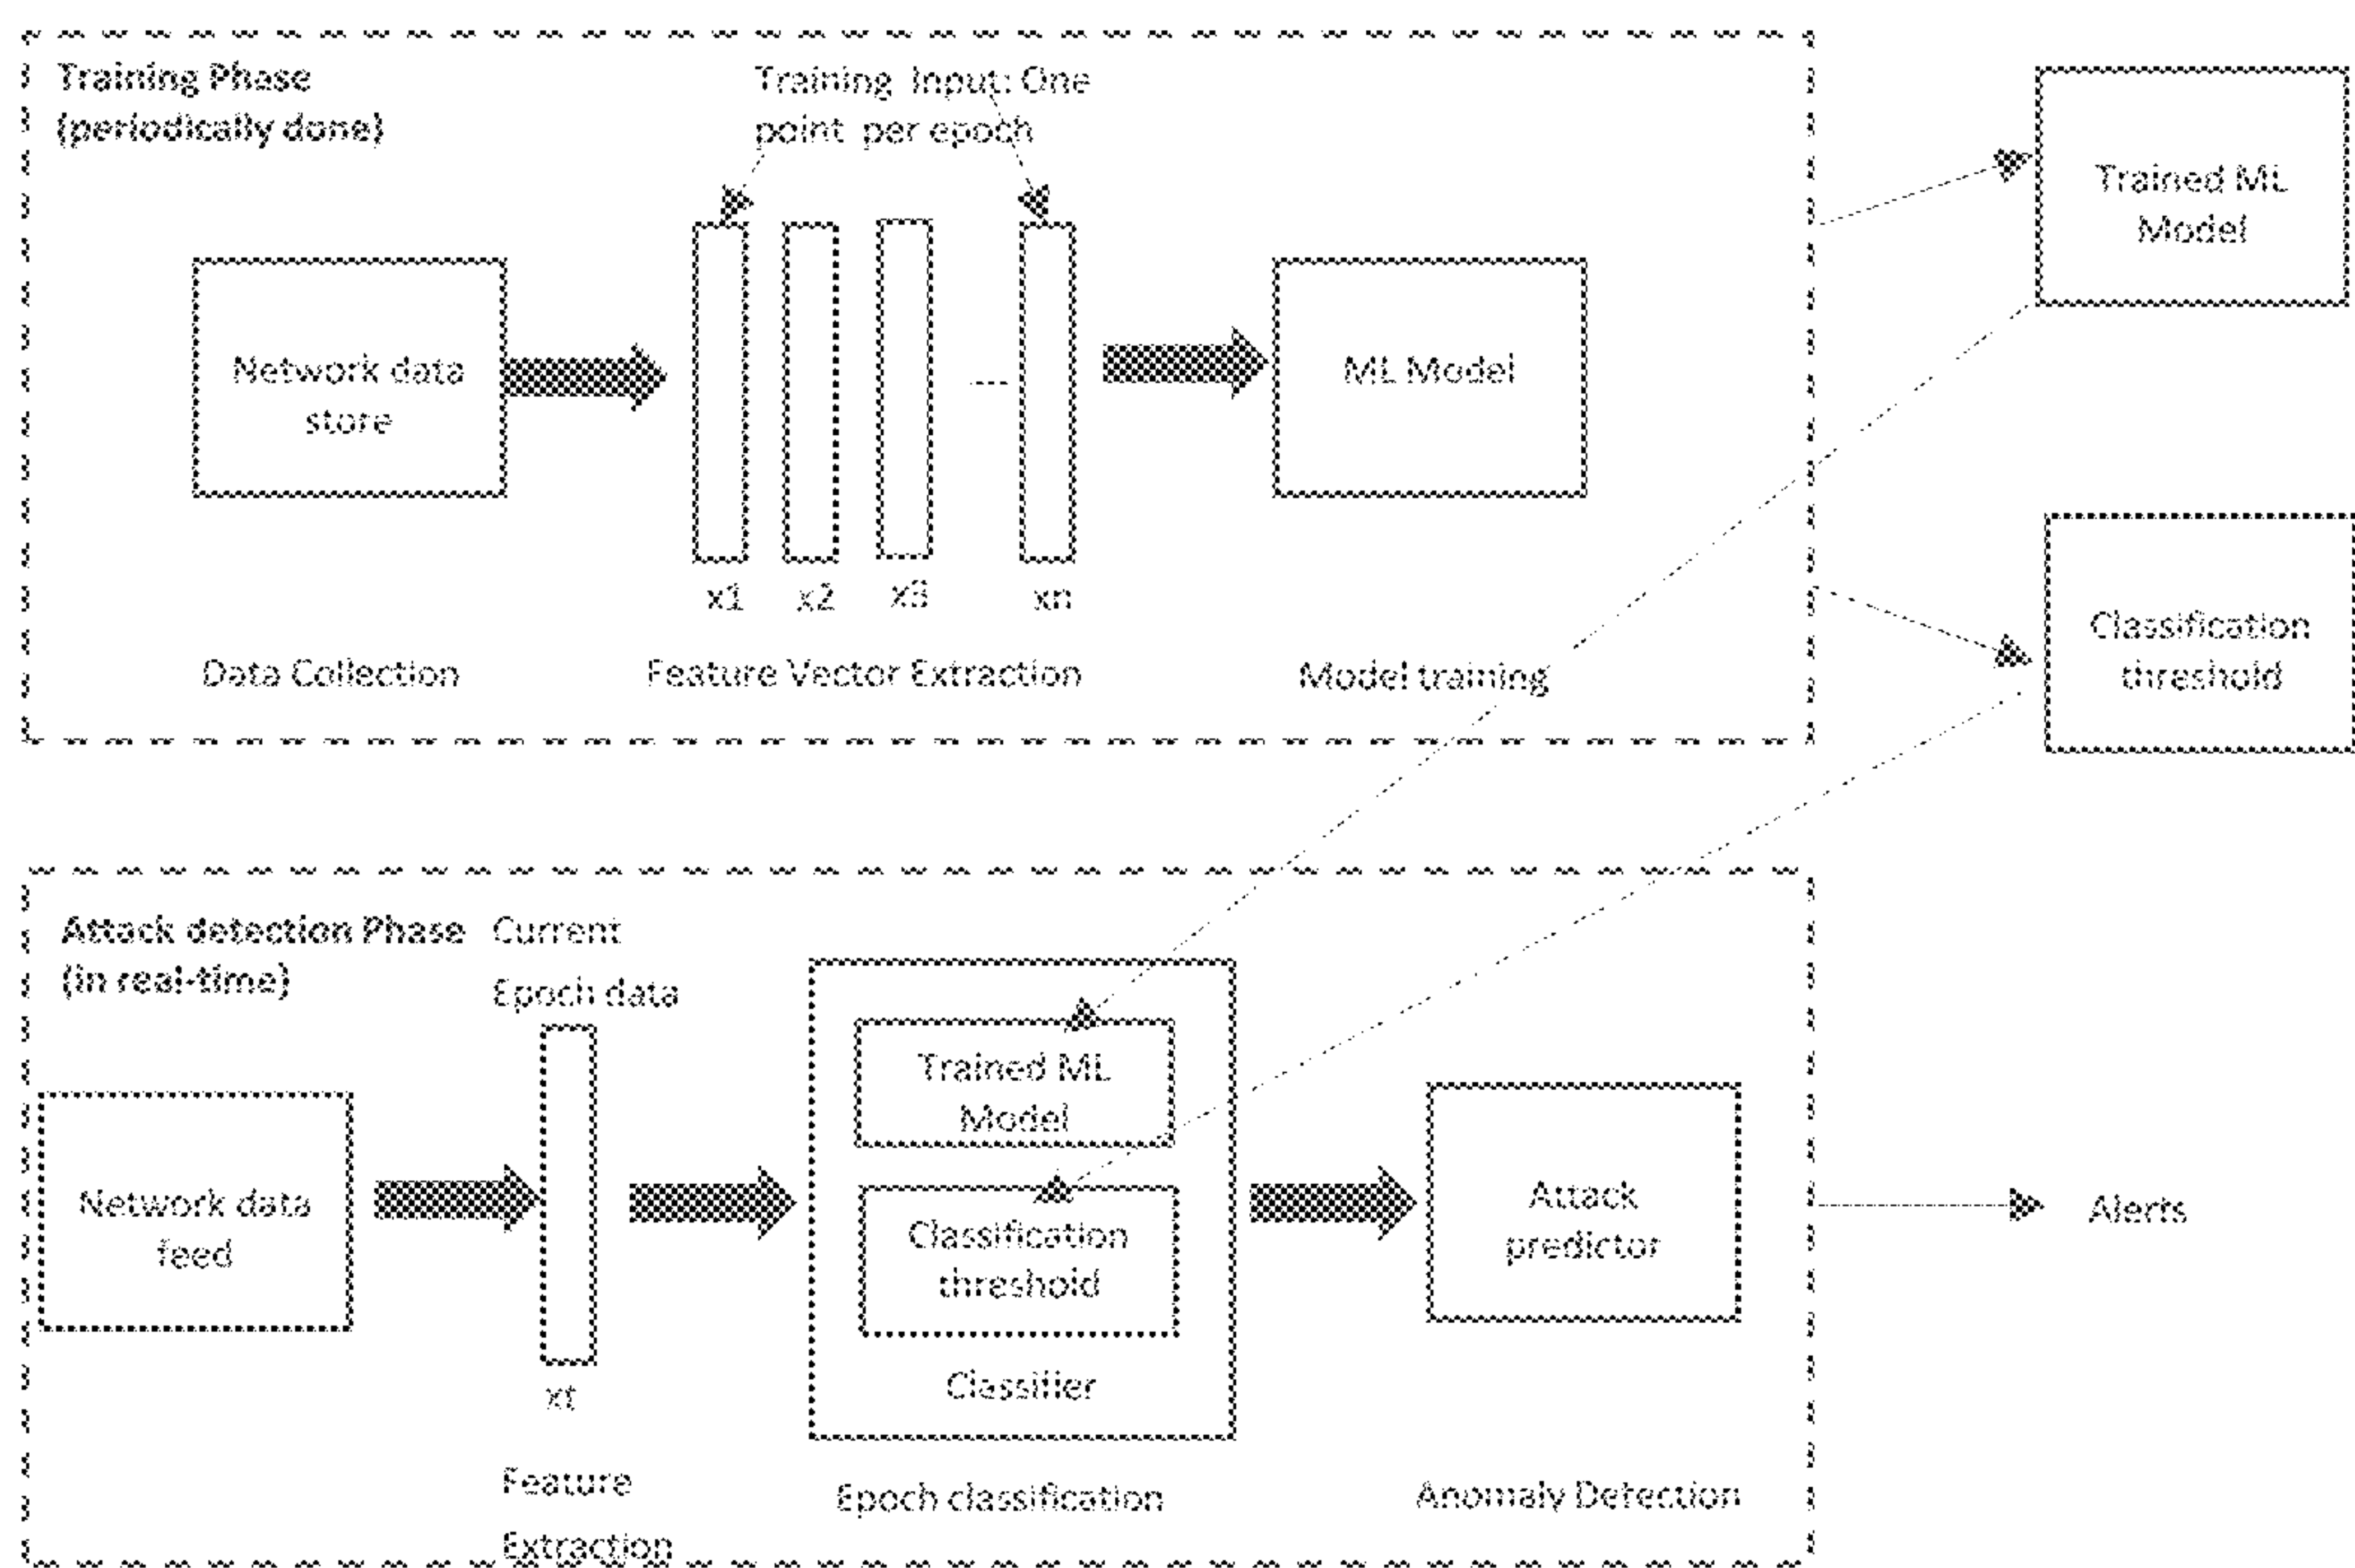 Training Phase
(periodically done)
Training Input: One
point per epoch
Network data
store
ML Model
x1 x2 x3 xn
Data Collection
Feature Vector Extraction
Model training
Trained ML
Model
Classification
threshold
Attack detection Phase
(in real-time)
Current
Epoch data
Network data
feed
xt
Feature
Extraction
Trained ML
Model
Classification
threshold
Classifier
Epoch classification
Attack
predictor
Anomaly Detection
Alerts